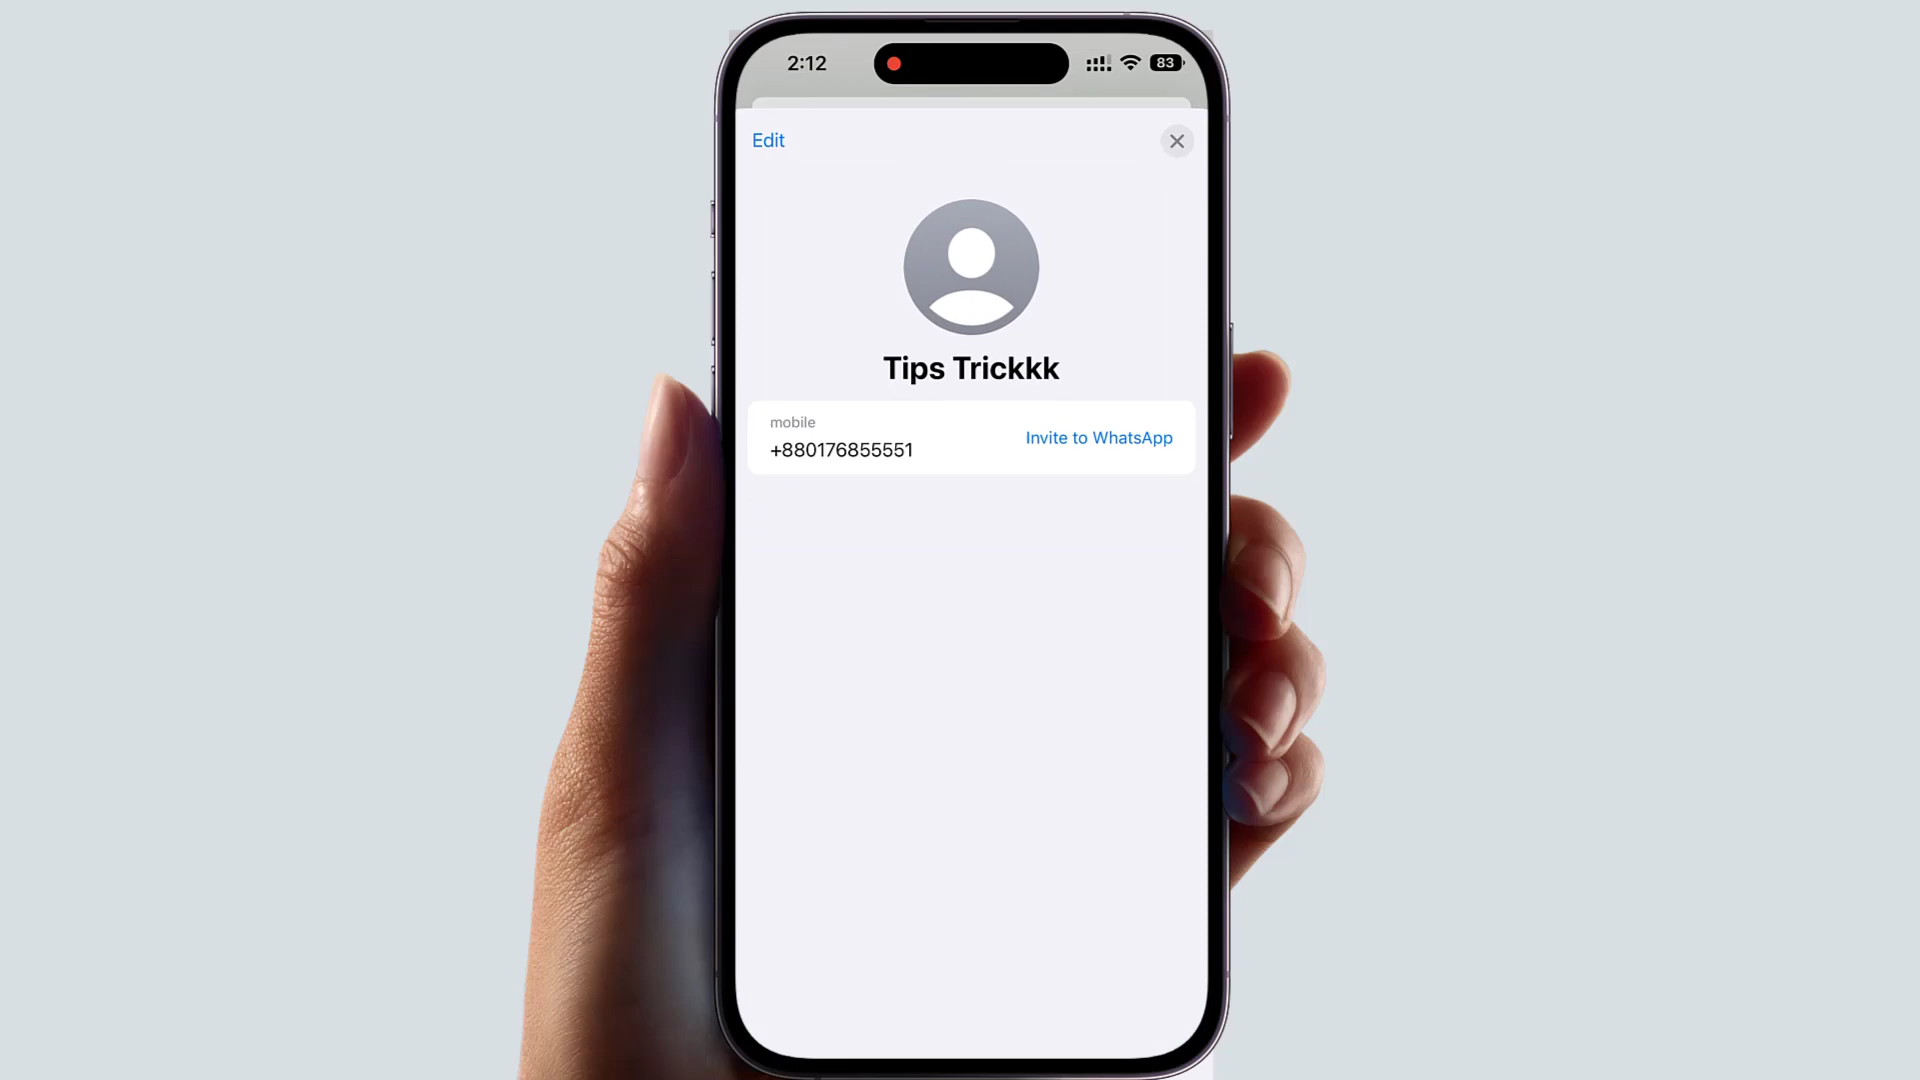 2:12
83
Edit
Tips Trickkk
mobile
+880176855551
Invite to WhatsApp